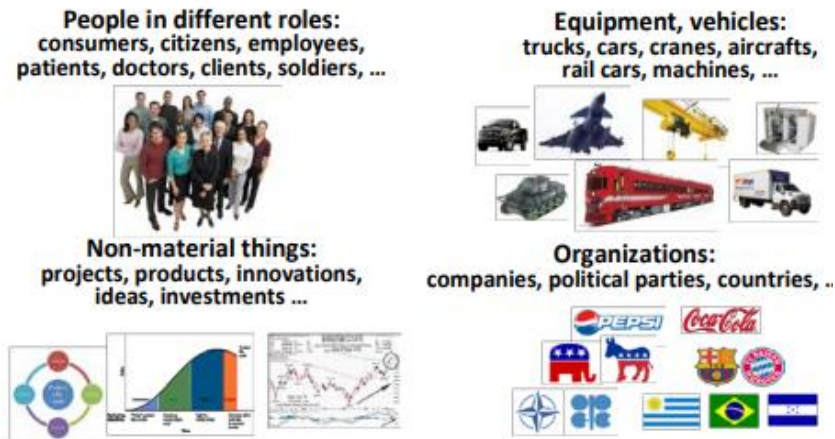 People in different roles:
consumers, citizens, employees,
patients, doctors, clients, soldiers, ...
Equipment, vehicles:
trucks, cars, cranes, aircrafts,
rail cars, machines, ...
Non-material things:
projects, products, innovations,
ideas, investments ...
Organizations:
companies, political parties, countries, ..
PEPSI
Coca-Cola